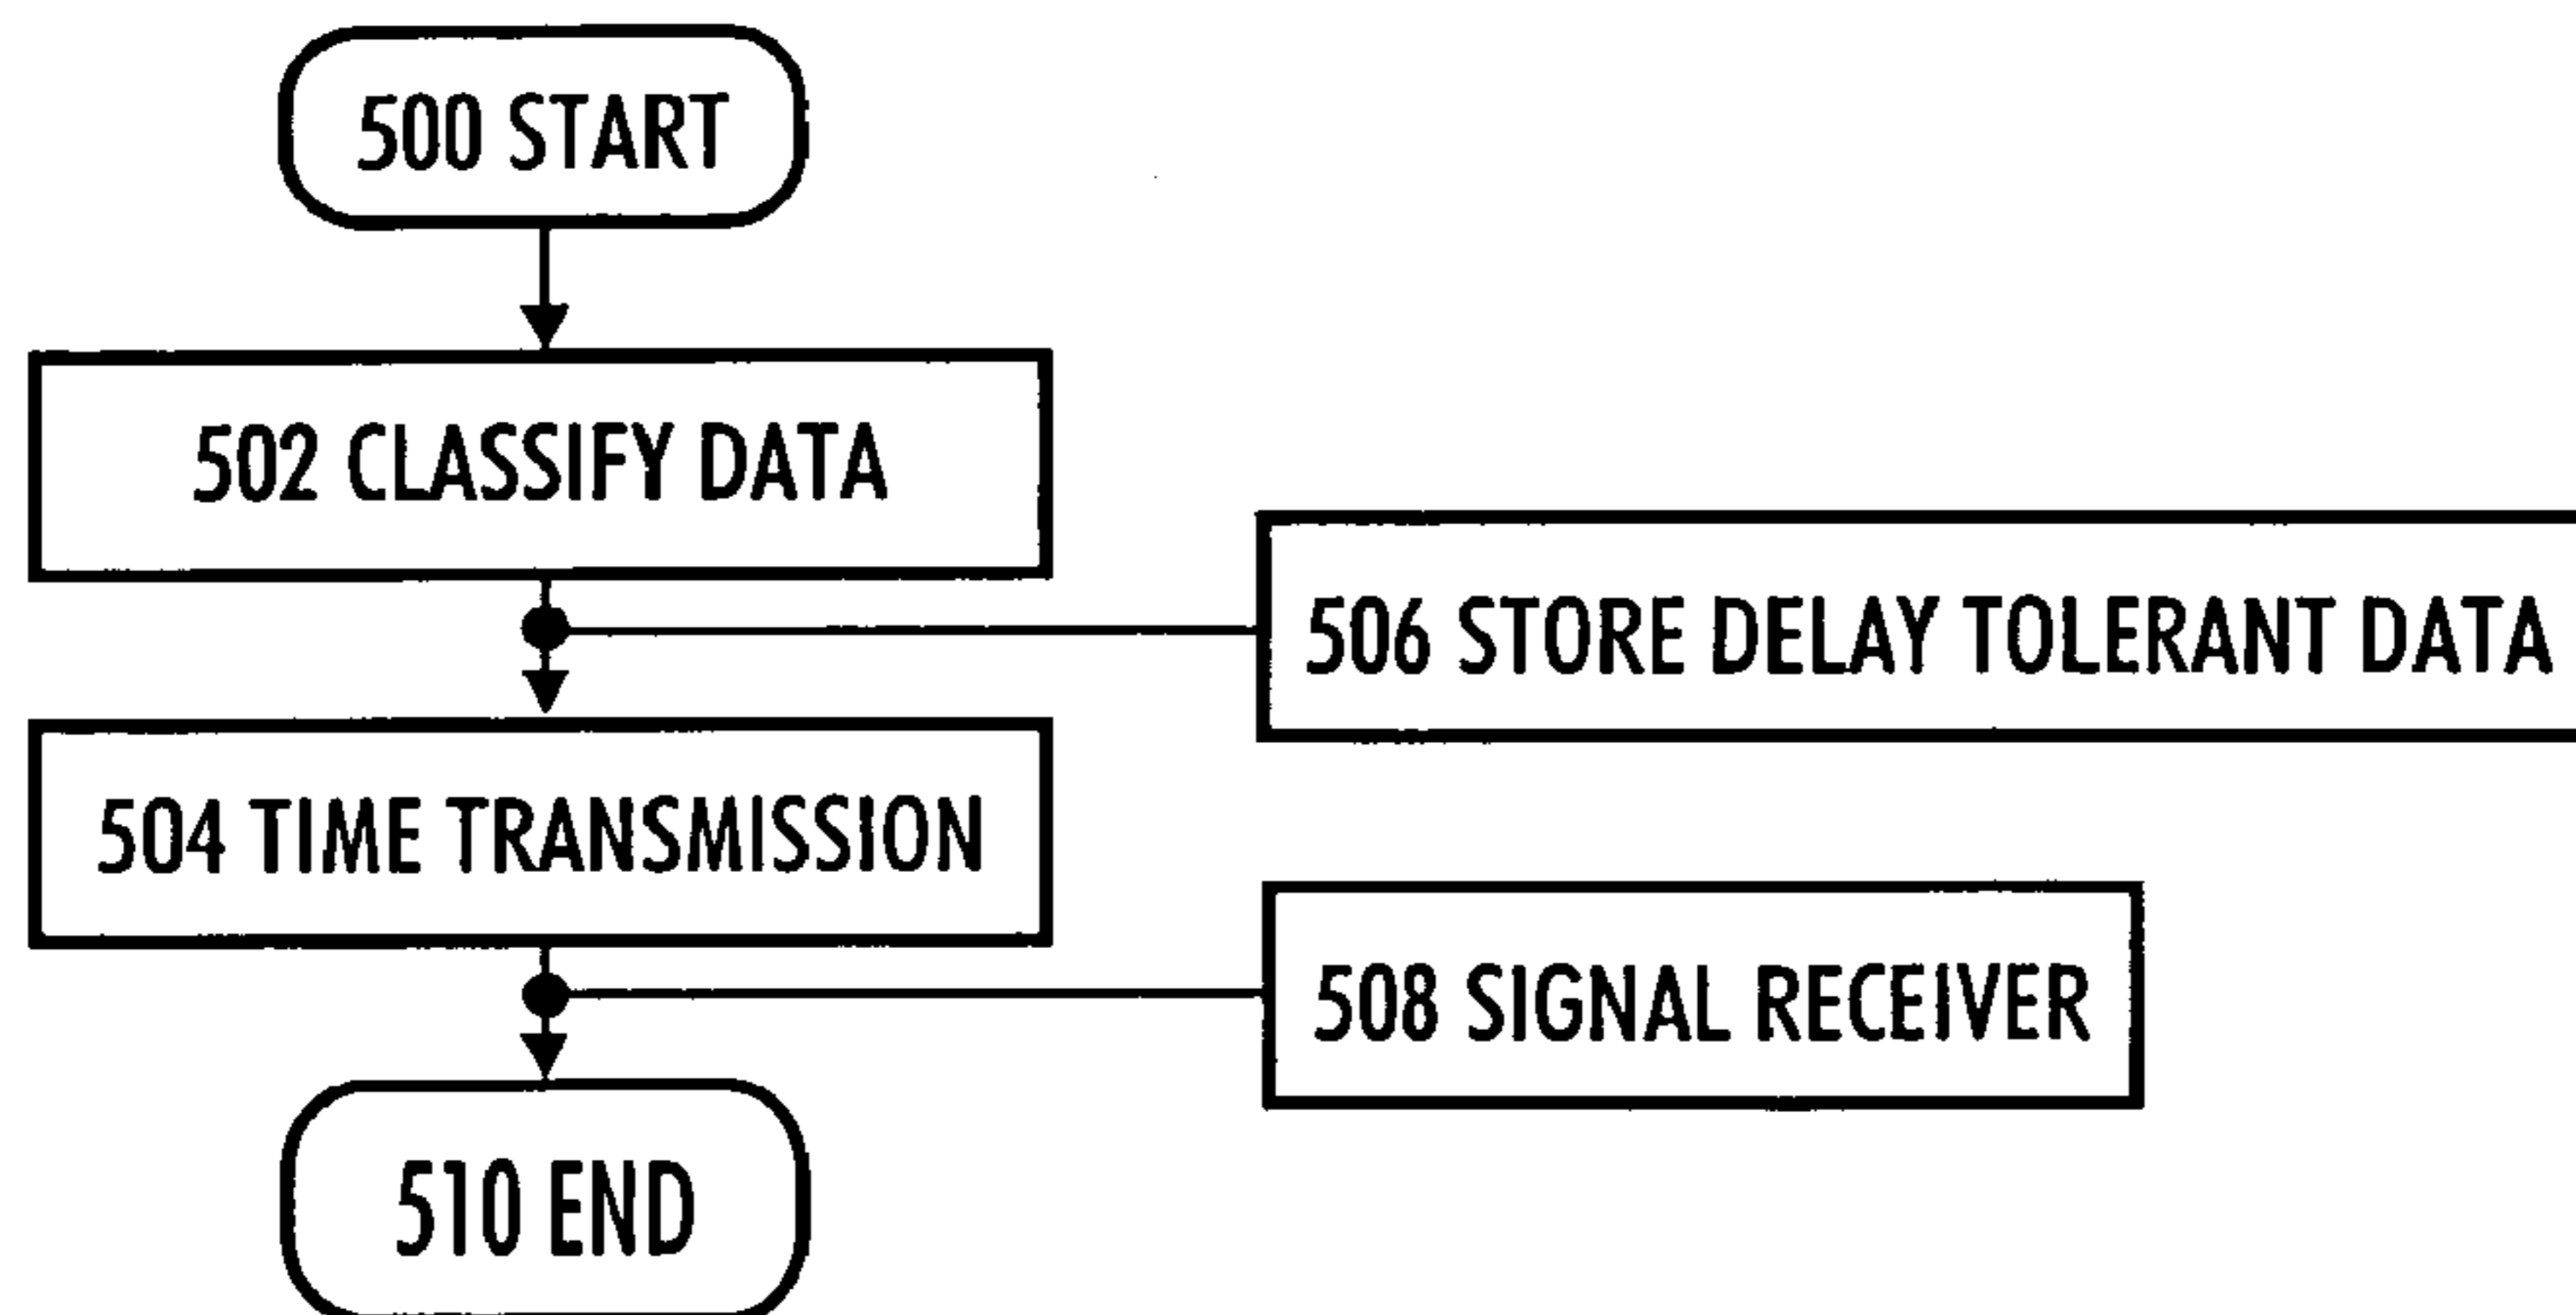 500 START
502 CLASSIFY DATA
506 STORE DELAY TOLERANT DATA
504 TIME TRANSMISSION
508 SIGNAL RECEIVER
510 END